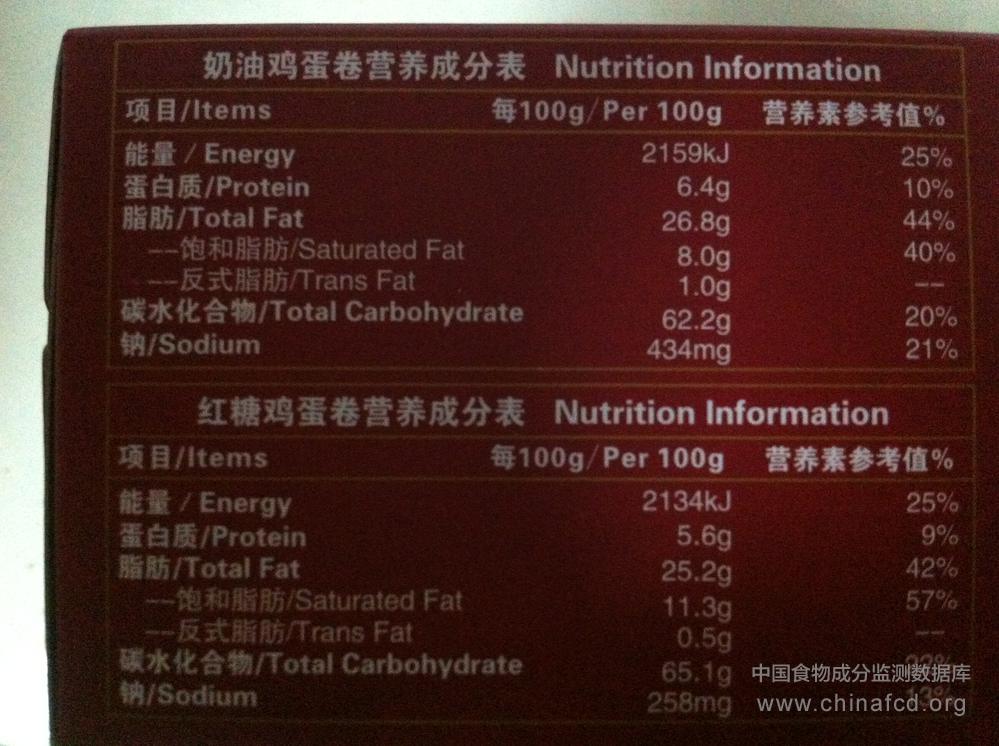 奶油鸡蛋卷营养成分表 Nutrition Information
项目/Items 每100g/Per 100g 营养素参考值%
能量 / Energy 2159kJ 25%
蛋白质/Protein 6.4g 10%
脂肪/Total Fat 26.8g 44%
--饱和脂肪/Saturated Fat 8.0g 40%
--反式脂肪/Trans Fat 1.0g --
碳水化合物/Total Carbohydrate 62.2g 20%
钠/Sodium 434mg 21%
红糖鸡蛋卷营养成分表 Nutrition Information
项目/Items 每100g/Per 100g 营养素参考值%
能量 / Energy 2134kJ 25%
蛋白质/Protein 5.6g 9%
脂肪/Total Fat 25.2g 42%
--饱和脂肪/Saturated Fat 11.3g 57%
--反式脂肪/Trans Fat 0.5g --
碳水化合物/Total Carbohydrate 65.1g
钠/Sodium 258mg 13%
中国食物成分监测数据库
www.chinafcd.org